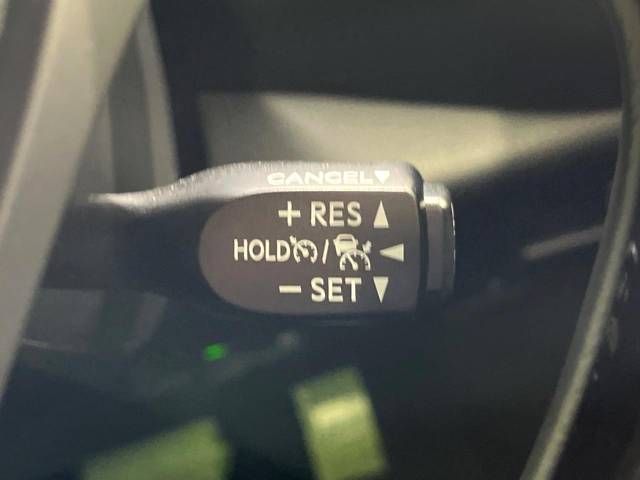 CANCEL▼
+ RES ▲
HOLD / ◀
− SET ▼